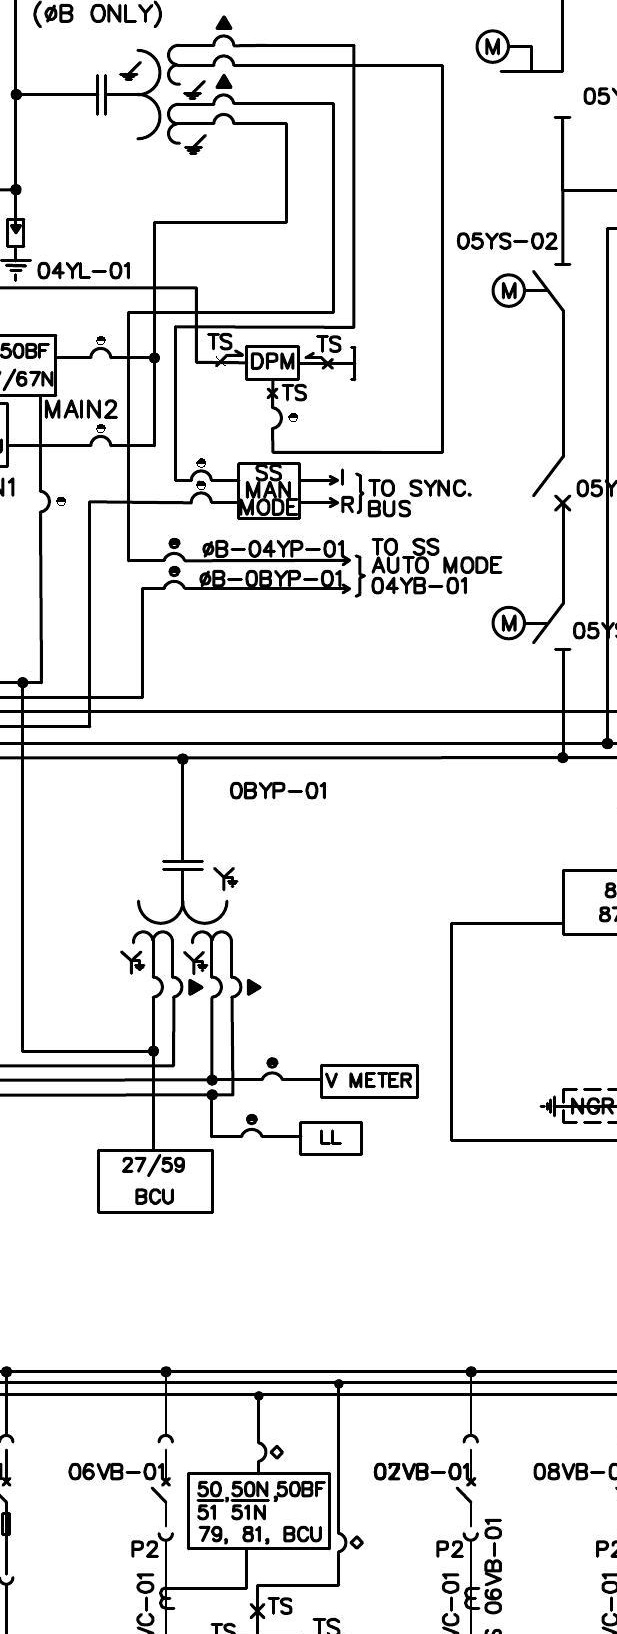 (øB ONLY)
M
05Y
05YS-02
04YL-01
M
TS
TS
50BF
DPM
/67N
TS
MAIN2
SS
MAN
MODE
I
R
TO SYNC.
BUS
N1
05Y
øB-04YP-01
øB-0BYP-01
TO SS
AUTO MODE
04YB-01
M
05YS
0BYP-01
Y
8
87
Y
Y
V METER
NGR
LL
27/59
BCU
06VB-01
50,50N,50BF
51 51N
79, 81, BCU
07VB-01
08VB-0
P2
P2
P2
VC-01
VC-01
06VB-01
TS
TS
TS